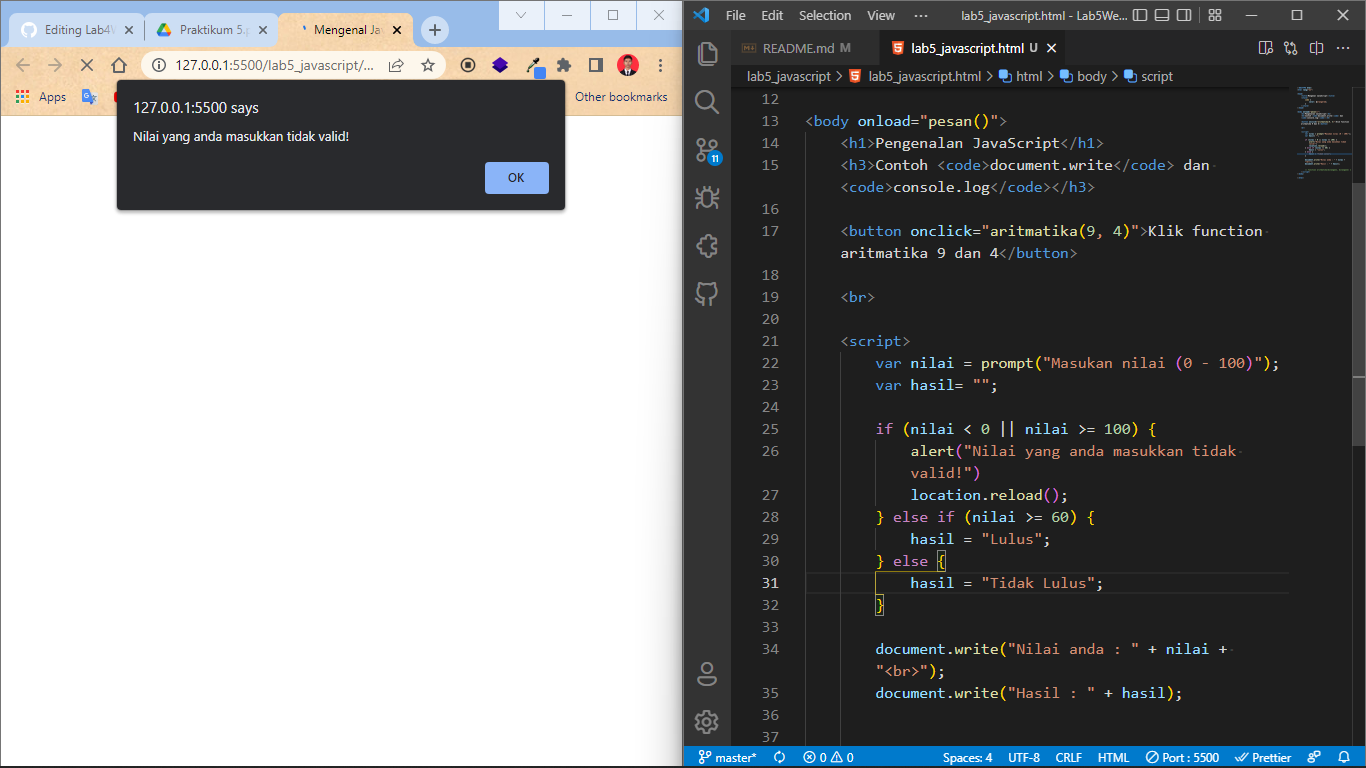 Editing Lab4W
Praktikum 5.p
Mengenal Jav
127.0.0.1:5500/lab5_javascript/...
Apps
Other bookmarks
127.0.0.1:5500 says
Nilai yang anda masukkan tidak valid!
OK
File Edit Selection View ··· lab5_javascript.html - Lab5We...
README.md M lab5_javascript.html U
lab5_javascript > lab5_javascript.html > html > body > script
11
12
13 <body onload="pesan()">
14 <h1>Pengenalan JavaScript</h1>
15 <h3>Contoh <code>document.write</code> dan
<code>console.log</code></h3>
16
17 <button onclick="aritmatika(9, 4)">Klik function
aritmatika 9 dan 4</button>
18
19 <br>
20
21 <script>
22 var nilai = prompt("Masukan nilai (0 - 100)");
23 var hasil= "";
24
25 if (nilai < 0 || nilai >= 100) {
26 alert("Nilai yang anda masukkan tidak
valid!")
27 location.reload();
28 } else if (nilai >= 60) {
29 hasil = "Lulus";
30 } else {
31 hasil = "Tidak Lulus";
32 }
33
34 document.write("Nilai anda : " + nilai +
"<br>");
35 document.write("Hasil : " + hasil);
36
37
master* 0 0 Spaces: 4 UTF-8 CRLF HTML Port : 5500 Prettier